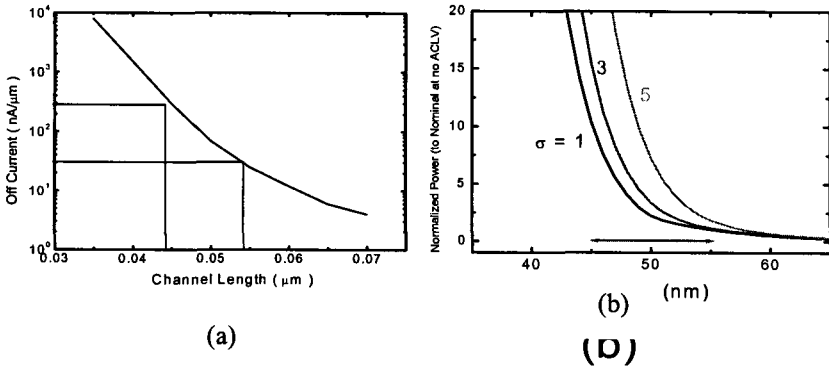 Off Current ( nA/μm )
10⁴
10³
10²
10¹
10⁰
0.03 0.04 0.05 0.06 0.07
Channel Length ( μm )
(a)
Normalized Power (to Nominal at no ACLV)
20
15
10
5
0
3
5
σ = 1
40 50 60
(nm)
(b)
(b)